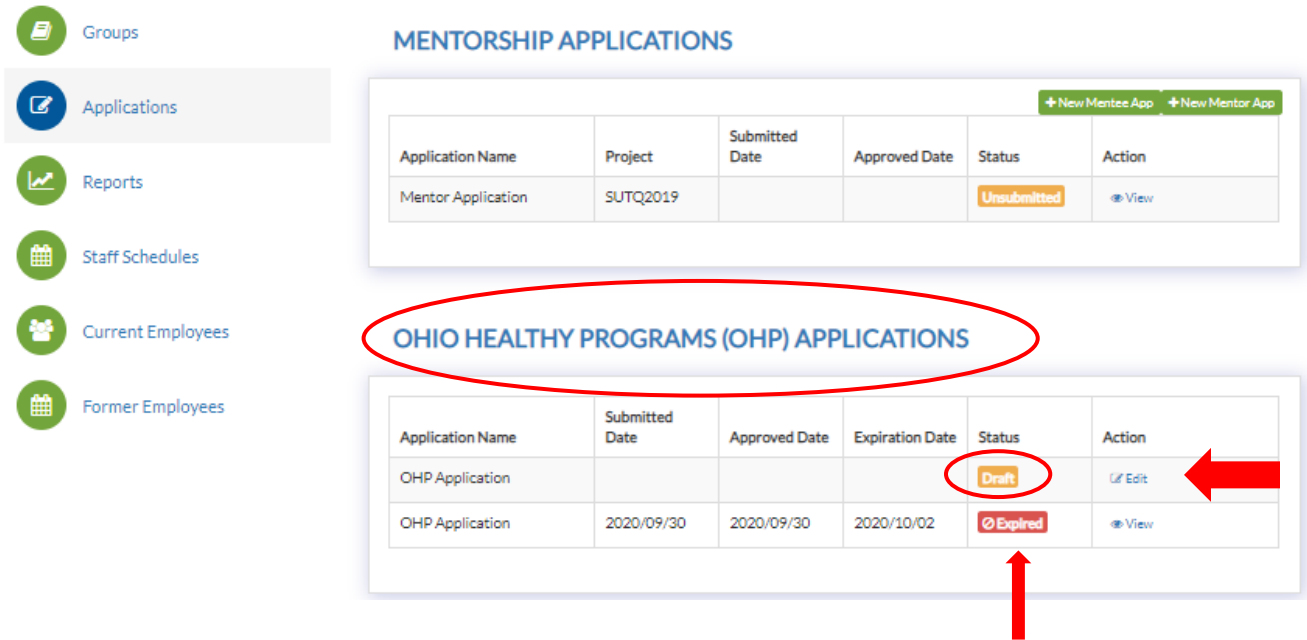 Groups
Applications
Reports
Staff Schedules
Current Employees
Former Employees
MENTORSHIP APPLICATIONS
+ New Mentee App + New Mentor App
Application Name Project Submitted Date Approved Date Status Action
Mentor Application SUTQ2019 Unsubmitted View
OHIO HEALTHY PROGRAMS (OHP) APPLICATIONS
Application Name Submitted Date Approved Date Expiration Date Status Action
OHP Application Draft Edit
OHP Application 2020/09/30 2020/09/30 2020/10/02 Expired View